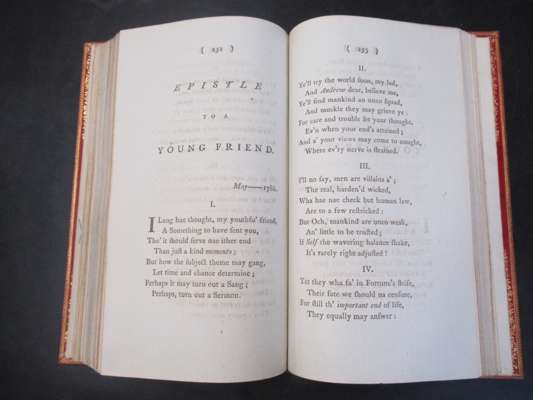 ( 252 )
EPISTLE
TO A
YOUNG FRIEND.
May——1786.
I.
I Lang hae thought, my youthfu' friend,
A Something to have sent you,
Tho' it should serve nae ither end
Than just a kind memento:
But how the subject theme may gang,
Let time and chance determine;
Perhaps it may turn out a Sang;
Perhaps, turn out a Sermon.
( 253 )
II.
Ye'll try the world soon, my lad,
And Andrew dear, believe me,
Ye'll find mankind an unco squad,
And muckle they may grieve ye:
For care and trouble set your thought,
Ev'n when your end's attained;
And a' your views may come to nought,
Where ev'ry nerve is strained.
III.
I'll no say, men are villains a';
The real, harden'd wicked,
Wha hae nae check but human law,
Are to a few restricked:
But Och, mankind are unco weak,
An' little to be trusted;
If Self the wavering balance shake,
It's rarely right adjusted!
IV.
Yet they wha fa' in Fortune's strife,
Their fate we should na censure,
For still th' important end of life,
They equally may answer: